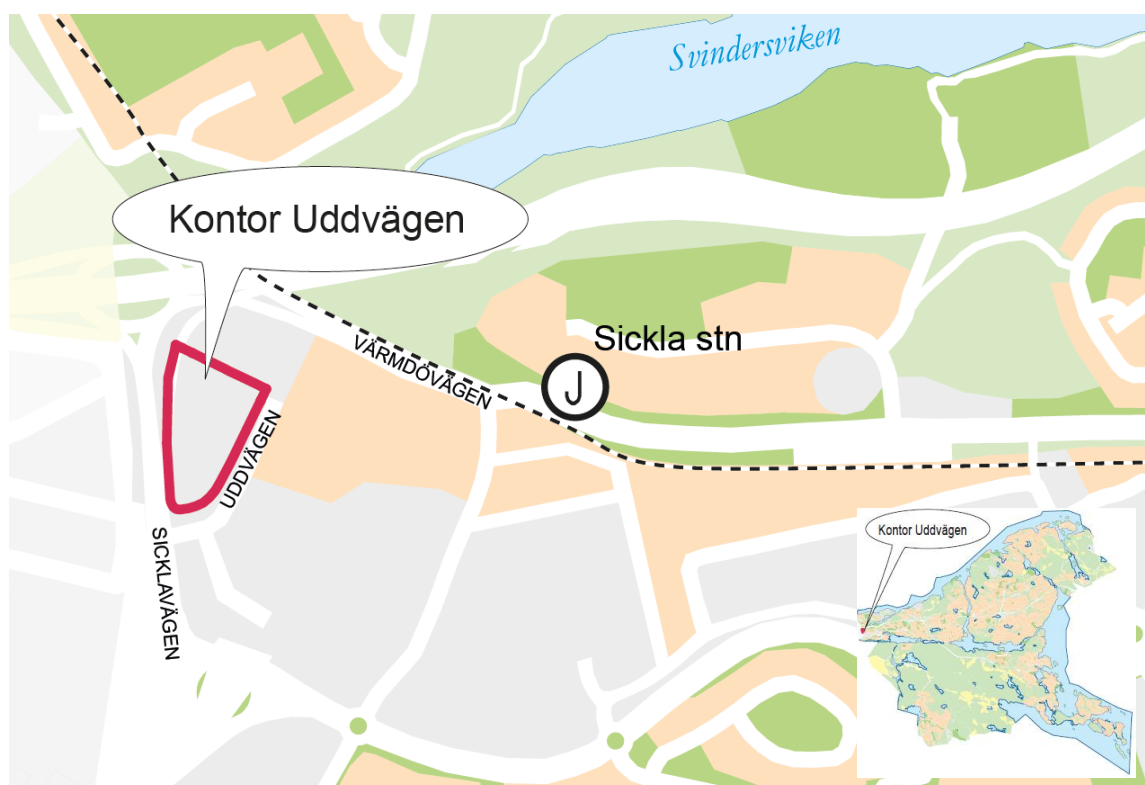 Svindersviken
Kontor Uddvägen
Sickla stn
J
VÄRMDÖVÄGEN
UDDVÄGEN
SICKLAVÄGEN
Kontor Uddvägen